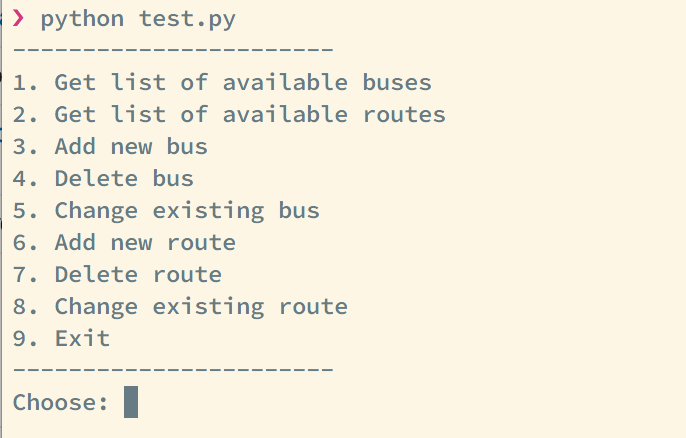 ❯ python test.py
-----------------------
1. Get list of available buses
2. Get list of available routes
3. Add new bus
4. Delete bus
5. Change existing bus
6. Add new route
7. Delete route
8. Change existing route
9. Exit
-----------------------
Choose: